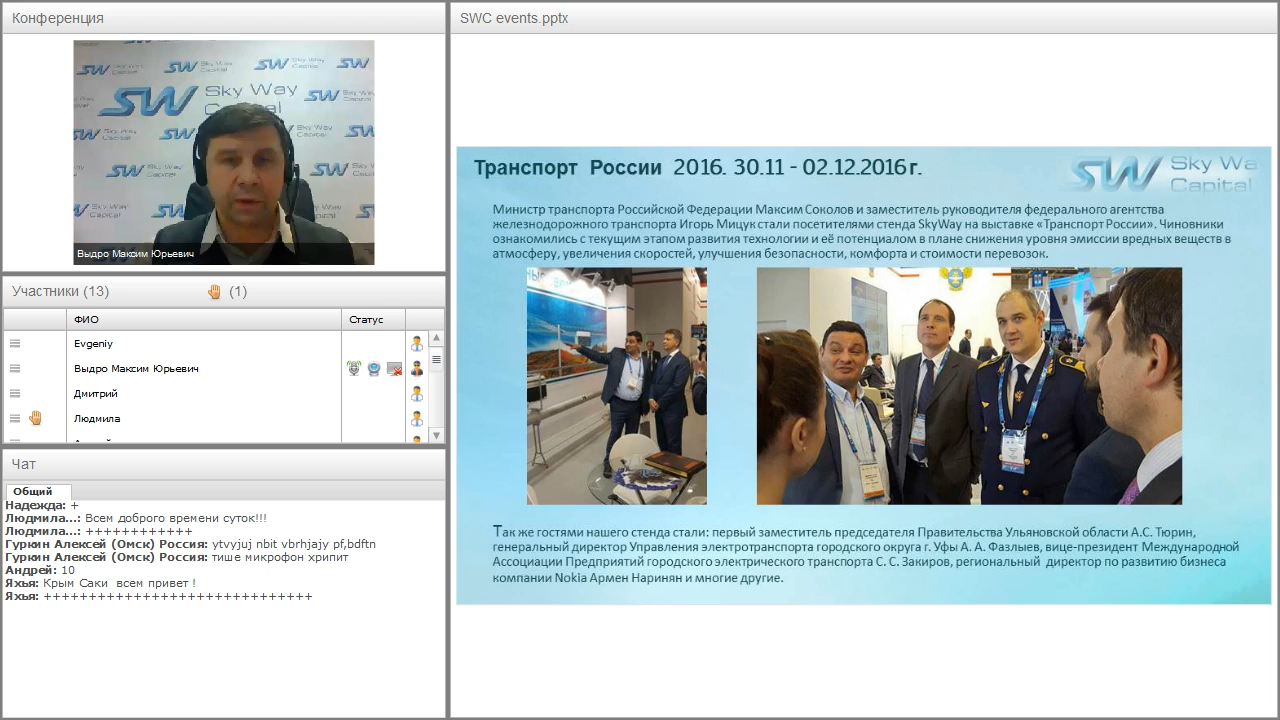 Конференция
Sky Way
Capital
Выдро Максим Юрьевич
Участники (13)
(1)
ФИО
Статус
Evgeniy
Выдро Максим Юрьевич
Дмитрий
Людмила
Чат
Общий
Надежда: +
Людмила...: Всем доброго времени суток!!!
Людмила...: ++++++++++++
Гуркин Алексей (Омск) Россия: ytvyjuj nbit vbrhjajy pf,bdftn
Гуркин Алексей (Омск) Россия: тише микрофон хрипит
Андрей: 10
Яхья: Крым Саки всем привет !
Яхья: ++++++++++++++++++++++++++++++
SWC events.pptx
Транспорт России 2016. 30.11 - 02.12.2016 г.
SW Sky Wa
Capital
Министр транспорта Российской Федерации Максим Соколов и заместитель руководителя федерального агентства
железнодорожного транспорта Игорь Мицук стали посетителями стенда SkyWay на выставке «Транспорт России». Чиновники
ознакомились с текущим этапом развития технологии и её потенциалом в плане снижения уровня эмиссии вредных веществ в
атмосферу, увеличения скоростей, улучшения безопасности, комфорта и стоимости перевозок.
Так же гостями нашего стенда стали: первый заместитель председателя Правительства Ульяновской области А.С. Тюрин,
генеральный директор Управления электротранспорта городского округа г. Уфы А. А. Фазлыев, вице-президент Международной
Ассоциации Предприятий городского электрического транспорта С. С. Закиров, региональный директор по развитию бизнеса
компании Nokia Армен Наринян и многие другие.